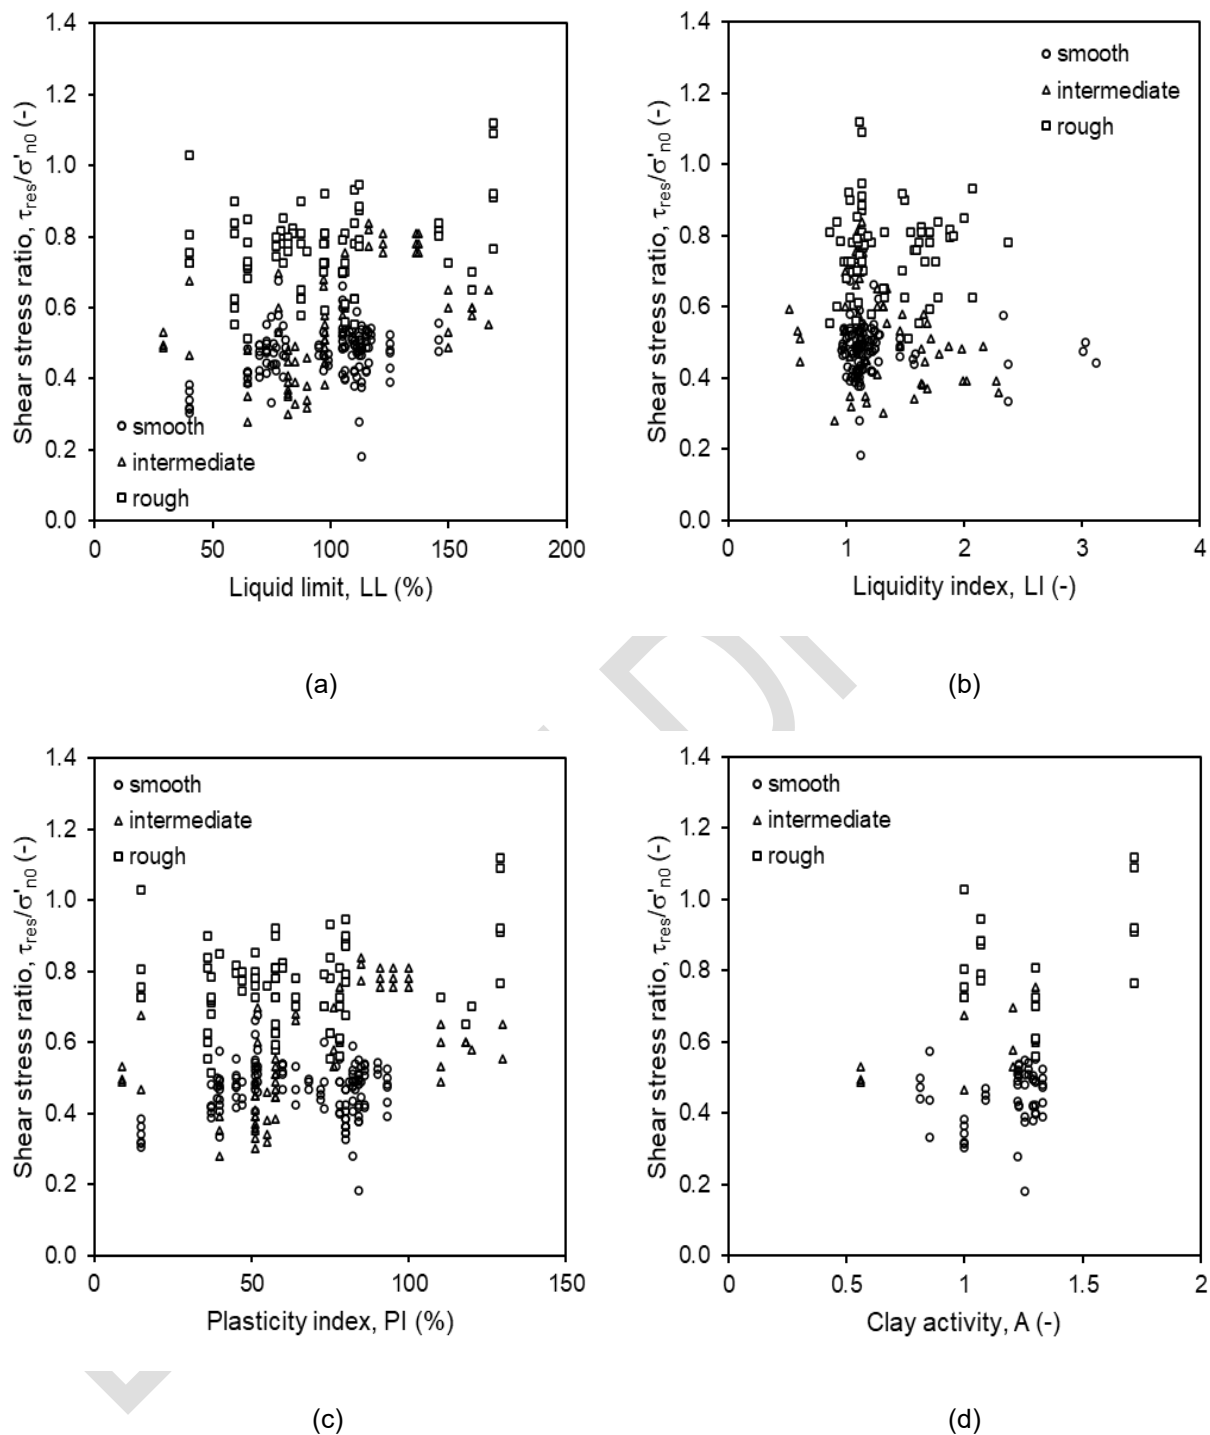 1.4
1.2
1.0
0.8
0.6
0.4
0.2
0.0
Shear stress ratio, τres/σ'n0 (-)
smooth
intermediate
rough
0 50 100 150 200
Liquid limit, LL (%)
(a)
1.4
1.2
1.0
0.8
0.6
0.4
0.2
0.0
Shear stress ratio, τres/σ'n0 (-)
smooth
intermediate
rough
0 1 2 3 4
Liquidity index, LI (-)
(b)
1.4
1.2
1.0
0.8
0.6
0.4
0.2
0.0
Shear stress ratio, τres/σ'n0 (-)
smooth
intermediate
rough
0 50 100 150
Plasticity index, PI (%)
(c)
1.4
1.2
1.0
0.8
0.6
0.4
0.2
0.0
Shear stress ratio, τres/σ'n0 (-)
smooth
intermediate
rough
0 0.5 1 1.5 2
Clay activity, A (-)
(d)